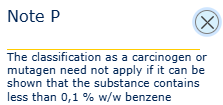 Note P
The classification as a carcinogen or
mutagen need not apply if it can be
shown that the substance contains
less than 0,1 % w/w benzene